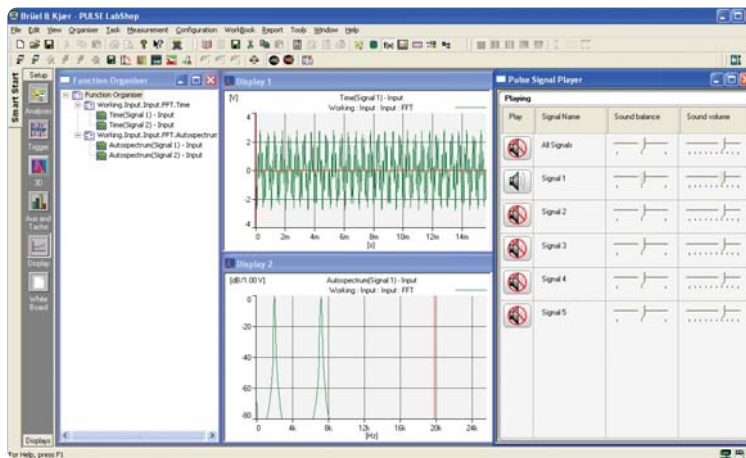 Brüel & Kjær - PULSE LabShop
File Edit View Organiser Task Measurement Configuration WorkBook Report Tools Window Help
Smart Start
Setup
Analysis
Trigger
3D
Aux and Tacho
Display
White Board
Displays
Function Organiser
Function Organiser
Working.Input.Input.FFT.Time
Time(Signal 1) - Input
Time(Signal 2) - Input
Working.Input.Input.FFT.Autospectrum
Autospectrum(Signal 1) - Input
Autospectrum(Signal 2) - Input
Display 1
[V] Time(Signal 1) - Input
Working : Input : Input : FFT
4
2
0
-2
-4
0 2m 4m 6m 8m 10m 12m 14m
[s]
Display 2
[dB/1.00 V] Autospectrum(Signal 1) - Input
Working : Input : Input : FFT
0
-20
-40
-60
-80
0 4k 8k 12k 16k 20k 24k
[Hz]
Pulse Signal Player
Playing
Play Signal Name Sound balance Sound volume
All Signals
Signal 1
Signal 2
Signal 3
Signal 4
Signal 5
For Help, press F1